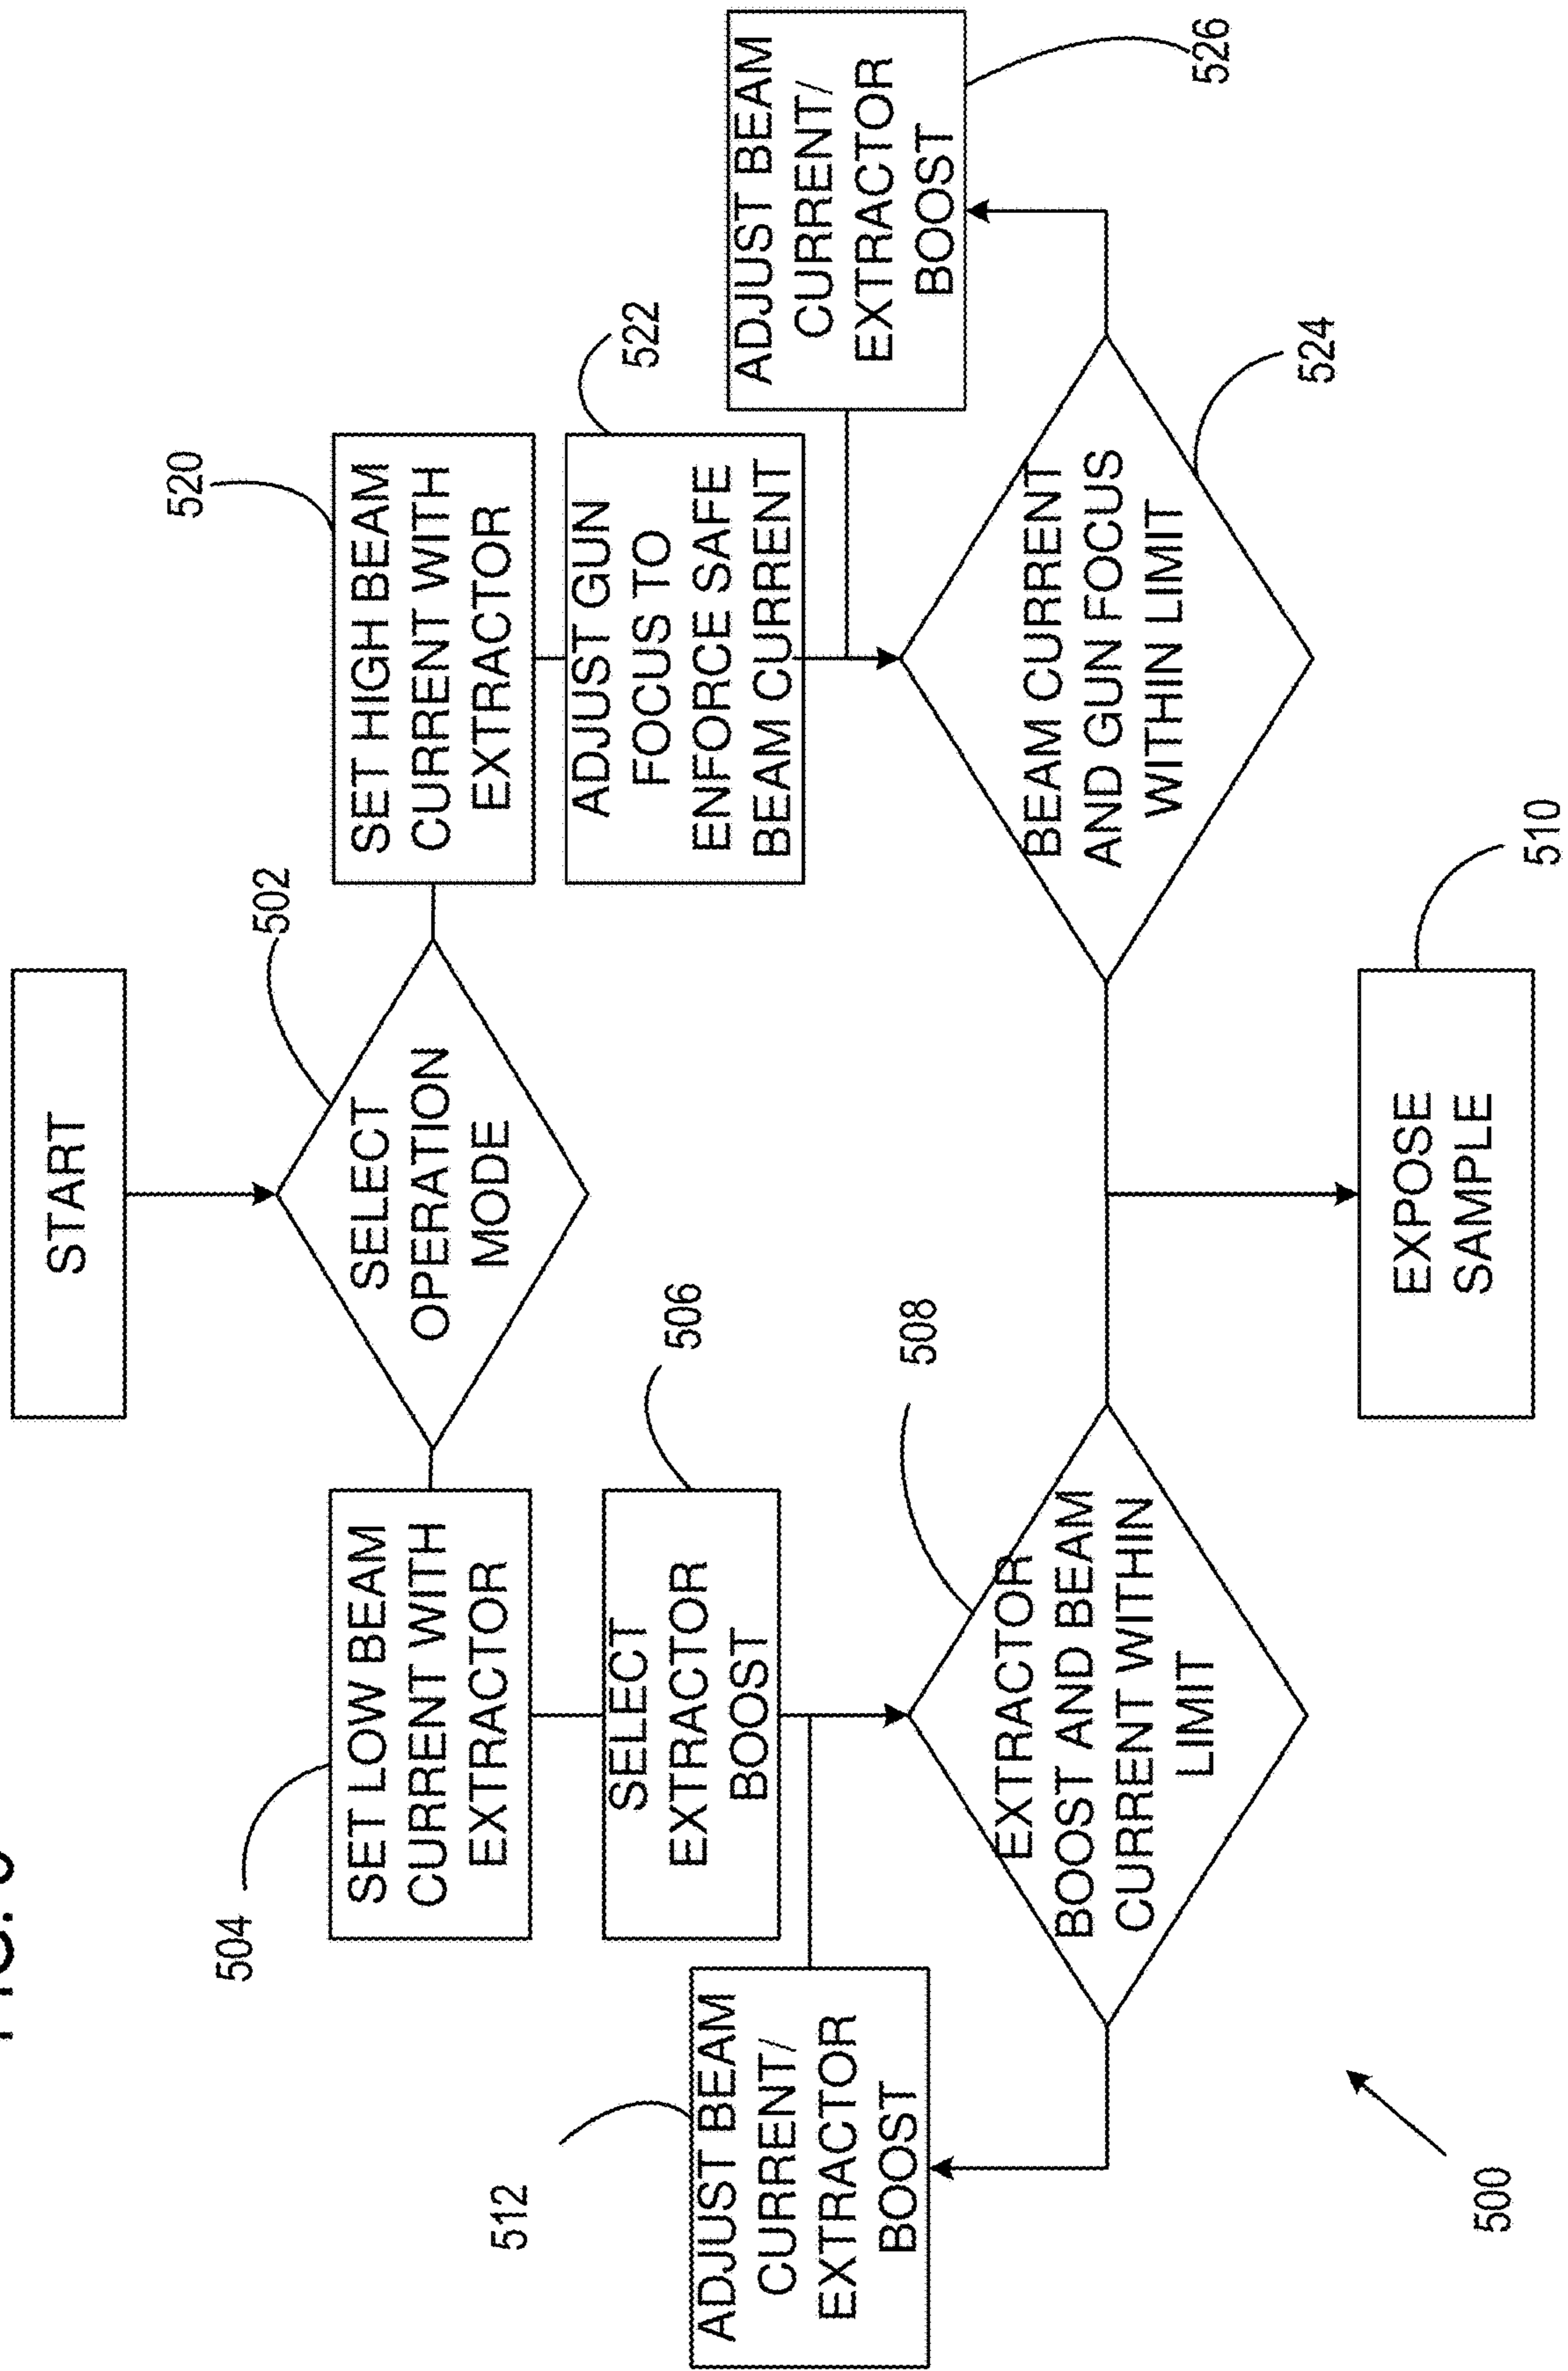 START
502
SELECT
OPERATION
MODE
504
SET LOW BEAM
CURRENT WITH
EXTRACTOR
520
SET HIGH BEAM
CURRENT WITH
EXTRACTOR
506
SELECT
EXTRACTOR
BOOST
522
ADJUST GUN
FOCUS TO
ENFORCE SAFE
BEAM CURRENT
512
ADJUST BEAM
CURRENT/
EXTRACTOR
BOOST
526
ADJUST BEAM
CURRENT/
EXTRACTOR
BOOST
508
EXTRACTOR
BOOST AND BEAM
CURRENT WITHIN
LIMIT
524
BEAM CURRENT
AND GUN FOCUS
WITHIN LIMIT
510
EXPOSE
SAMPLE
500